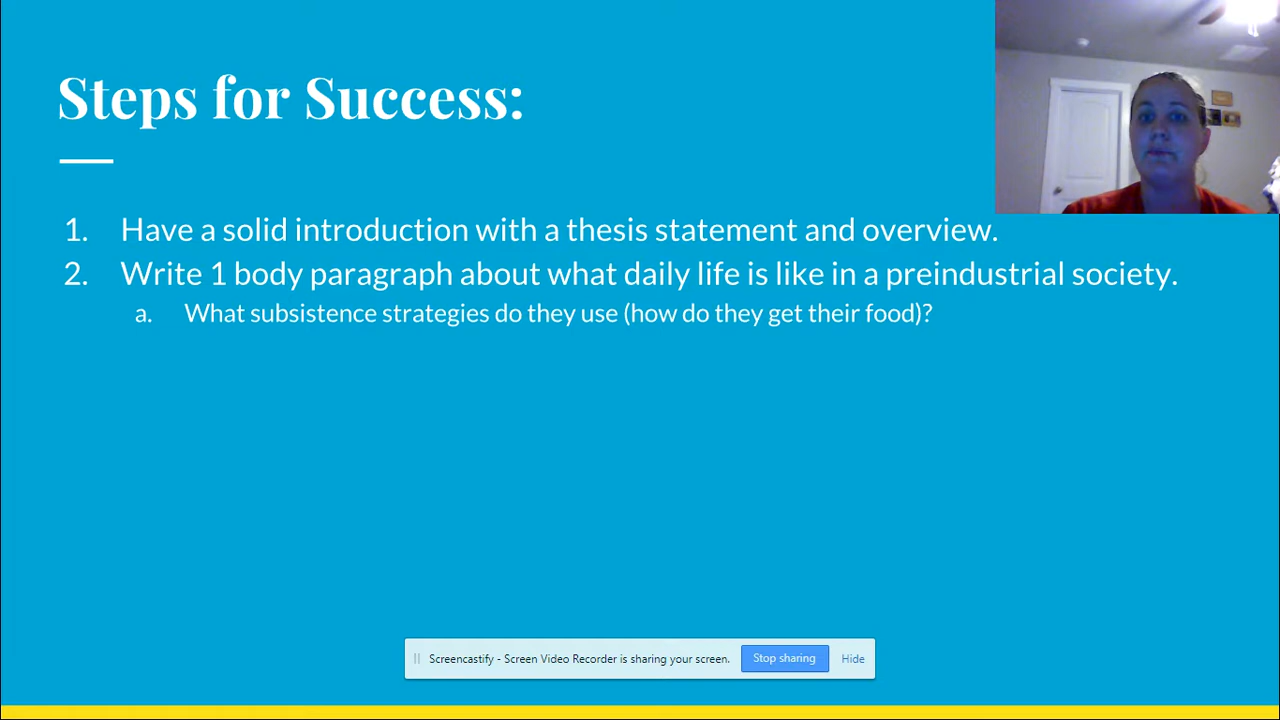 Steps for Success:
1. Have a solid introduction with a thesis statement and overview.
2. Write 1 body paragraph about what daily life is like in a preindustrial society.
a. What subsistence strategies do they use (how do they get their food)?
Screencastify - Screen Video Recorder is sharing your screen. Stop sharing Hide